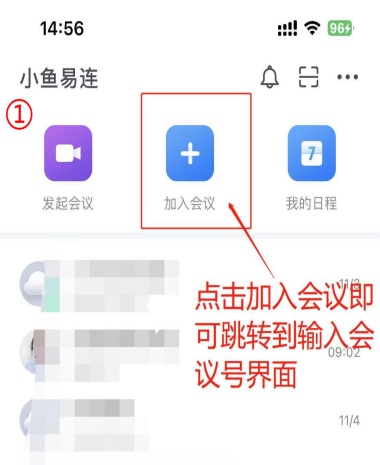 14:56
96
小鱼易连
①
7
发起会议
加入会议
我的日程
11/3
点击加入会议即
可跳转到输入会
09:02
议号界面
11/4